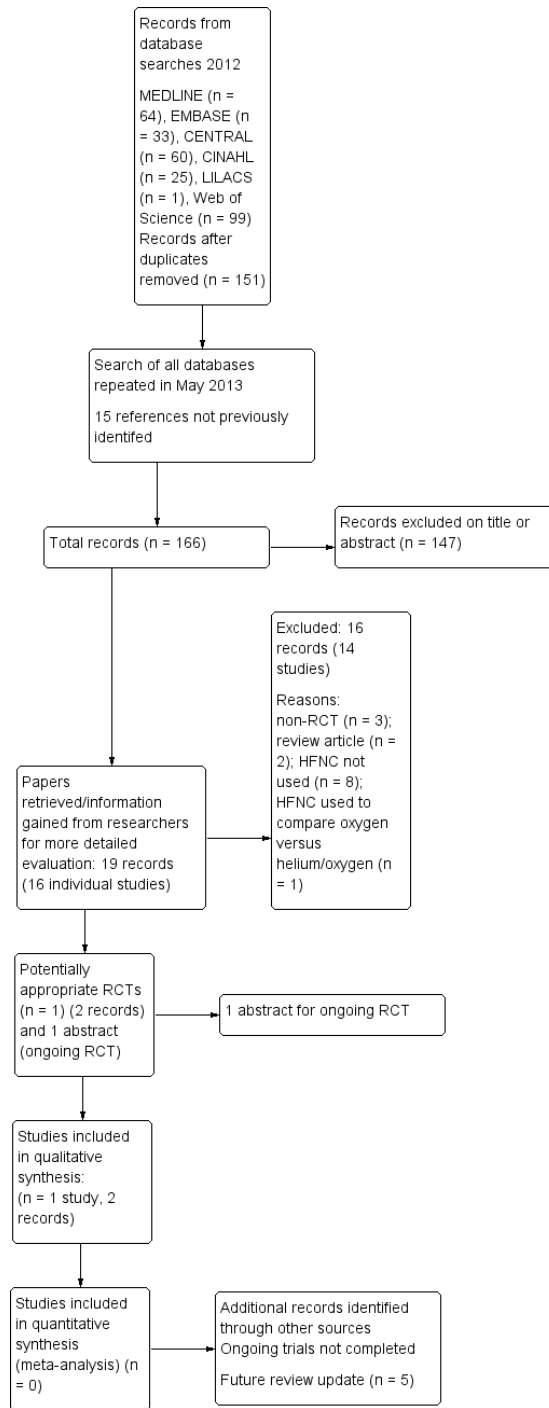 Records from
database
searches 2012
MEDLINE (n =
64), EMBASE (n
= 33), CENTRAL
(n = 60), CINAHL
(n = 25), LILACS
(n = 1), Web of
Science (n = 99)
Records after
duplicates
removed (n = 151)
Search of all databases
repeated in May 2013
15 references not previously
identifed
Total records (n = 166)
Records excluded on title or
abstract (n = 147)
Excluded: 16
records (14
studies)
Reasons:
non-RCT (n = 3);
review article (n =
2); HFNC not
used (n = 8);
HFNC used to
compare oxygen
versus
helium/oxygen (n
= 1)
Papers
retrieved/information
gained from researchers
for more detailed
evaluation: 19 records
(16 individual studies)
Potentially
appropriate RCTs
(n = 1) (2 records)
and 1 abstract
(ongoing RCT)
1 abstract for ongoing RCT
Studies included
in qualitative
synthesis:
(n = 1 study, 2
records)
Studies included
in quantitative
synthesis
(meta-analysis) (n
= 0)
Additional records identified
through other sources
Ongoing trials not completed
Future review update (n = 5)